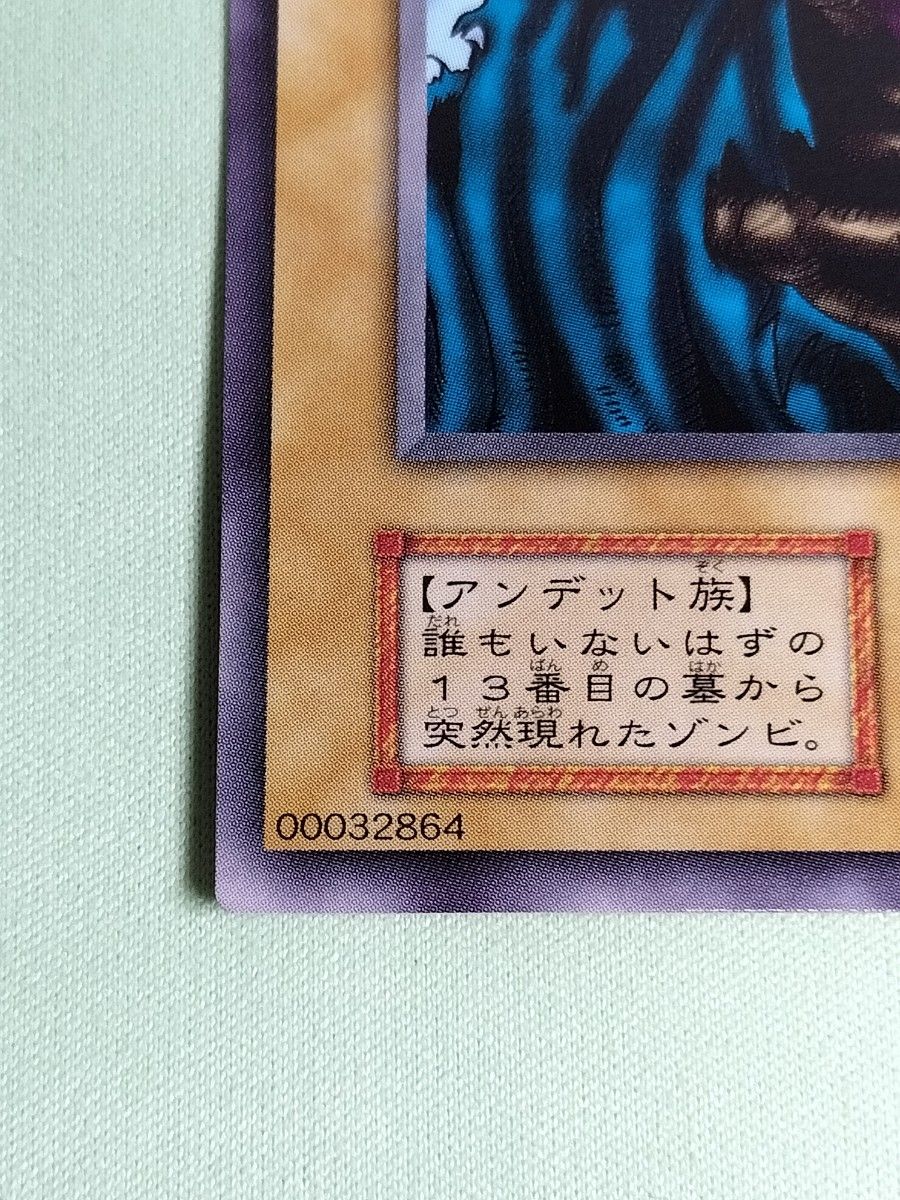 【アンデット族】
誰もいないはずの
13番目の墓から
突然現れたゾンビ。
00032864